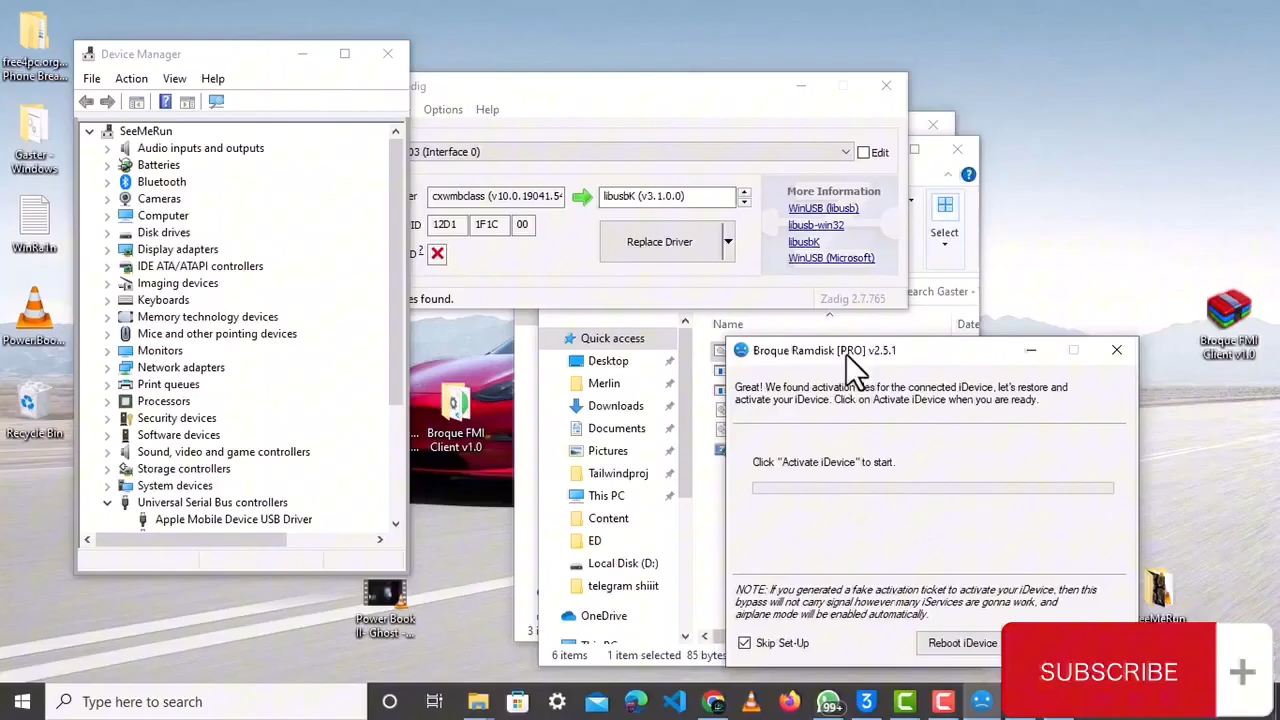 free4pc.org...
Phone Brea...
Gaster -
Windows
WinRe/in
PowerBoo...
Recycle Bin
Device Manager
File Action View Help
SeeMeRun
Audio inputs and outputs
Batteries
Bluetooth
Cameras
Computer
Disk drives
Display adapters
IDE ATA/ATAPI controllers
Imaging devices
Keyboards
Memory technology devices
Mice and other pointing devices
Monitors
Network adapters
Print queues
Processors
Security devices
Software devices
Sound, video and game controllers
Storage controllers
System devices
Universal Serial Bus controllers
Apple Mobile Device USB Driver
dig
Options Help
03 (Interface 0)
Edit
er
cxwmbclass (v10.0.19041.54
libusbK (v3.1.0.0)
ID
12D1 1F1C 00
D ?
Replace Driver
More Information
WinUSB (libusb)
libusb-win32
libusbK
WinUSB (Microsoft)
es found.
Zadig 2.7.765
Select
earch Gaster -
Name
Date
Quick access
Desktop
Merlin
Downloads
Documents
Pictures
Tailwindproj
This PC
Content
ED
Local Disk (D:)
telegram shiiit
OneDrive
3 i
6 items 1 item selected 85 bytes
Broque FMI
Client v1.0
Power Book
II- Ghost -...
Broque Ramdisk [PRO] v2.5.1
Great! We found activation
es for the connected iDevice, let's restore and
activate your iDevice. Click on Activate iDevice when you are ready.
Click "Activate iDevice" to start.
NOTE: If you generated a fake activation ticket to activate your iDevice, then this
bypass will not carry signal however many iServices are gonna work, and
airplane mode will be enabled automatically.
Skip Set-Up
Reboot iDevice
Broque FMI
Client v1.0
SeeMeRun
SUBSCRIBE
Type here to search
99+
3